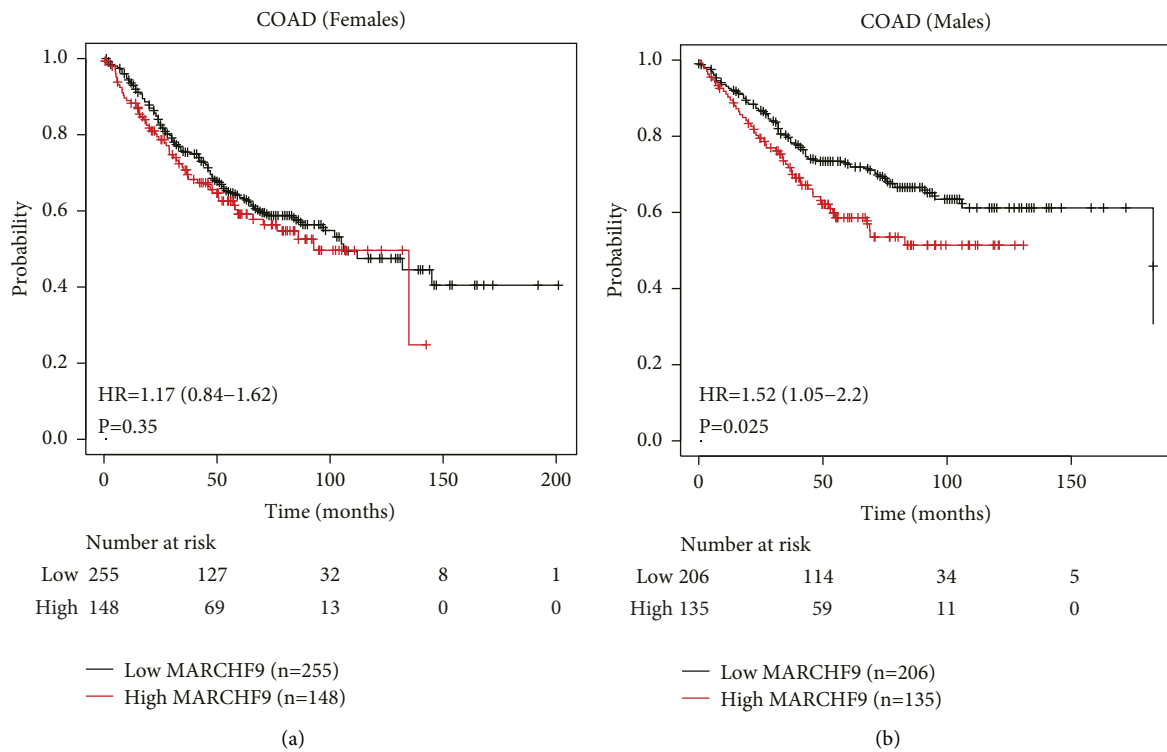 COAD (Females)
1.0
0.8
0.6
0.4
0.2
0.0
Probability
HR=1.17 (0.84−1.62)
P=0.35
0 50 100 150 200
Time (months)
Number at risk
Low 255 127 32 8 1
High 148 69 13 0 0
Low MARCHF9 (n=255)
High MARCHF9 (n=148)
(a)
COAD (Males)
1.0
0.8
0.6
0.4
0.2
0.0
Probability
HR=1.52 (1.05−2.2)
P=0.025
0 50 100 150
Time (months)
Number at risk
Low 206 114 34 5
High 135 59 11 0
Low MARCHF9 (n=206)
High MARCHF9 (n=135)
(b)